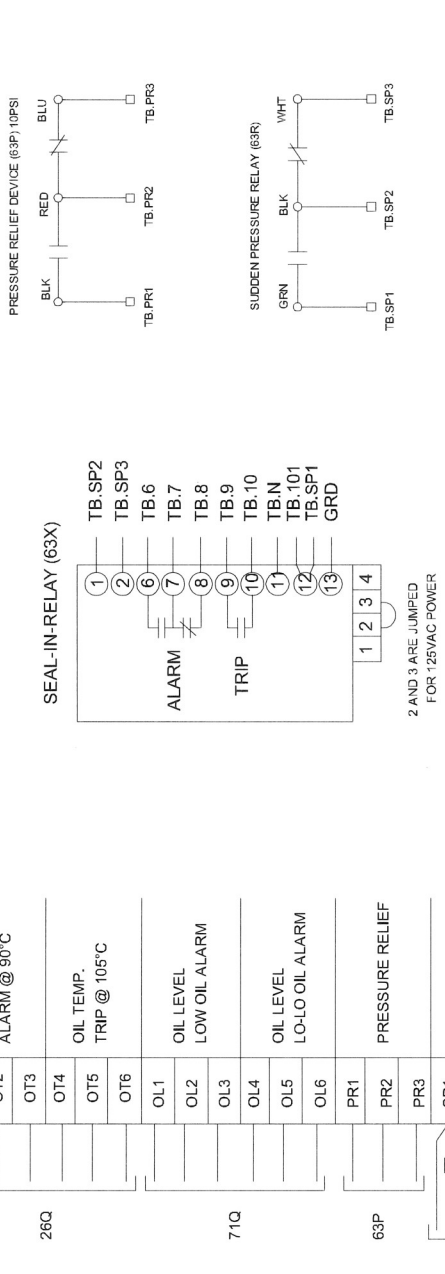 PRESSURE RELIEF DEVICE (63P) 10PSI
BLK
RED
BLU
TB.PR1
TB.PR2
TB.PR3
SUDDEN PRESSURE RELAY (63R)
GRN
BLK
WHT
TB.SP1
TB.SP2
TB.SP3
SEAL-IN-RELAY (63X)
1 TB.SP2
2 TB.SP3
6 TB.6
ALARM
7 TB.7
8 TB.8
9 TB.9
TRIP
10 TB.10
11 TB.N
12 TB.101
TB.SP1
13 GRD
1 2 3 4
2 AND 3 ARE JUMPED
FOR 125VAC POWER
ALARM @ 90°C
OT3
26Q
OT4
OIL TEMP.
OT5
TRIP @ 105°C
OT6
OL1
OIL LEVEL
OL2
LOW OIL ALARM
OL3
71Q
OL4
OIL LEVEL
OL5
LO-LO OIL ALARM
OL6
PR1
63P
PR2
PRESSURE RELIEF
PR3